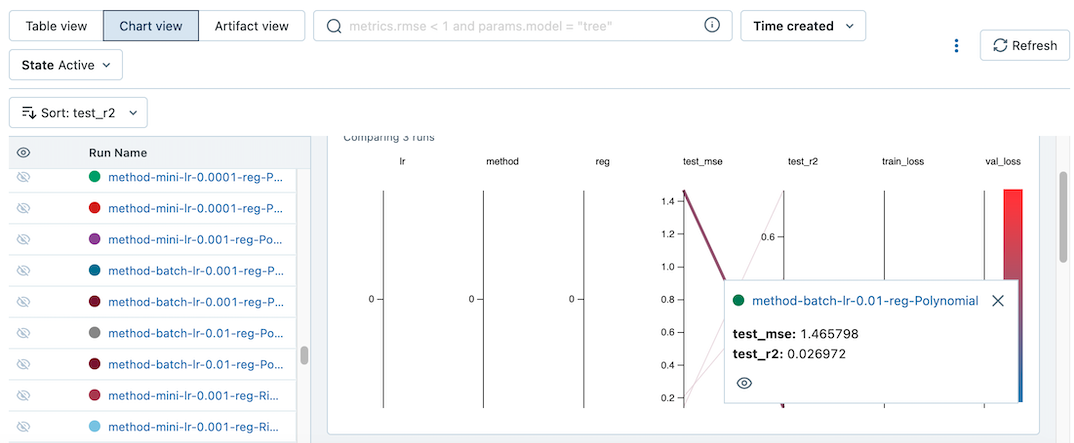 Table view
Chart view
Artifact view
metrics.rmse < 1 and params.model = "tree"
Time created
Refresh
State Active
Sort: test_r2
Run Name
method-mini-lr-0.0001-reg-P...
method-mini-lr-0.0001-reg-P...
method-mini-lr-0.001-reg-Po...
method-batch-lr-0.001-reg-P...
method-batch-lr-0.001-reg-P...
method-batch-lr-0.01-reg-Po...
method-batch-lr-0.01-reg-Po...
method-mini-lr-0.001-reg-Ri...
method-mini-lr-0.001-reg-Ri...
Comparing 3 runs
lr
method
reg
test_mse
test_r2
train_loss
val_loss
0
0
0
1.4
1.2
1.0
0.8
0.6
0.4
0.2
0.6
method-batch-lr-0.01-reg-Polynomial
test_mse: 1.465798
test_r2: 0.026972